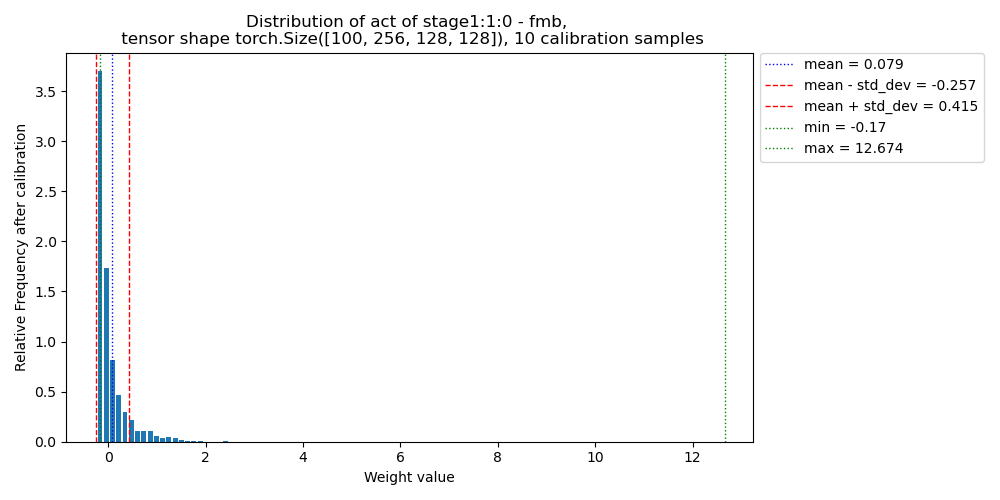 Distribution of act of stage1:1:0 - fmb,
tensor shape torch.Size([100, 256, 128, 128]), 10 calibration samples
mean = 0.079
mean - std_dev = -0.257
mean + std_dev = 0.415
min = -0.17
max = 12.674
Relative Frequency after calibration
3.5
3.0
2.5
2.0
1.5
1.0
0.5
0.0
0 2 4 6 8 10 12
Weight value